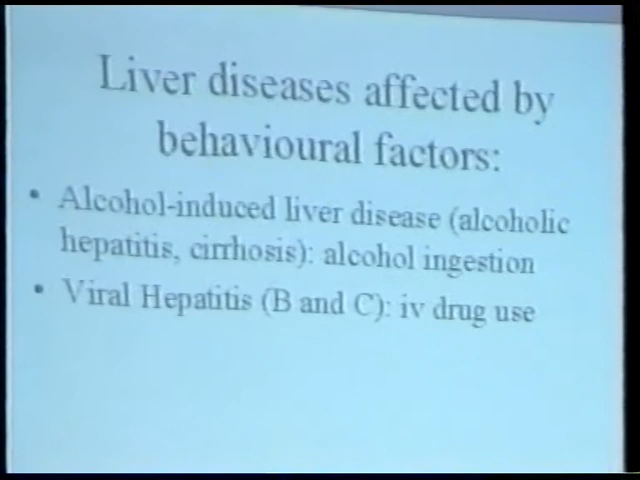 Liver diseases affected by
behavioural factors:
• Alcohol-induced liver disease (alcoholic
hepatitis, cirrhosis): alcohol ingestion
• Viral Hepatitis (B and C): iv drug use